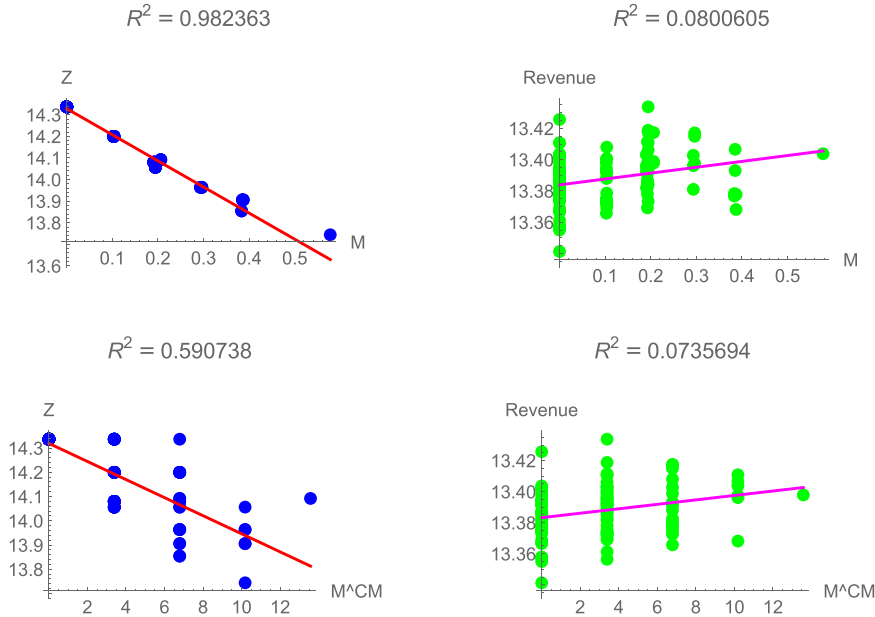 R² = 0.982363
Z
14.3
14.2
14.1
14.0
13.9
13.8
13.6
0.1 0.2 0.3 0.4 0.5 M
R² = 0.0800605
Revenue
13.42
13.40
13.38
13.36
0.1 0.2 0.3 0.4 0.5 M
R² = 0.590738
Z
14.3
14.2
14.1
14.0
13.9
13.8
2 4 6 8 10 12 M^CM
R² = 0.0735694
Revenue
13.42
13.40
13.38
13.36
2 4 6 8 10 12 M^CM